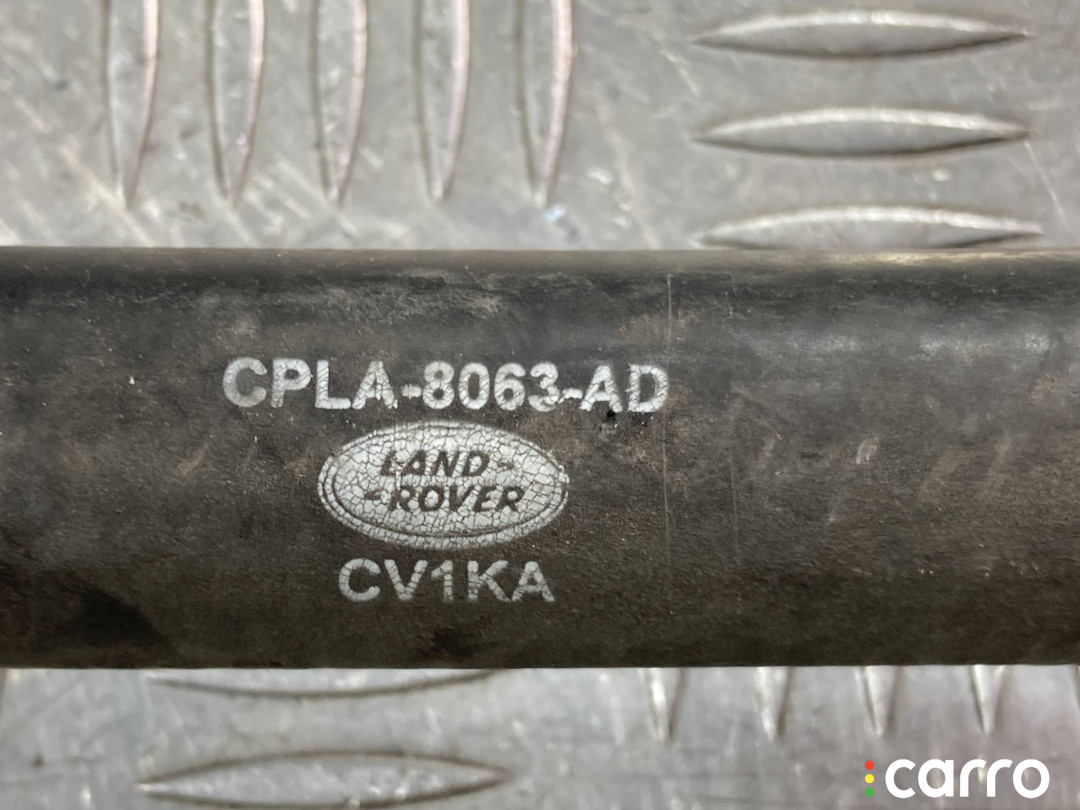 CPLA-8063-AD
LAND-
-ROVER
CV1KA
carro